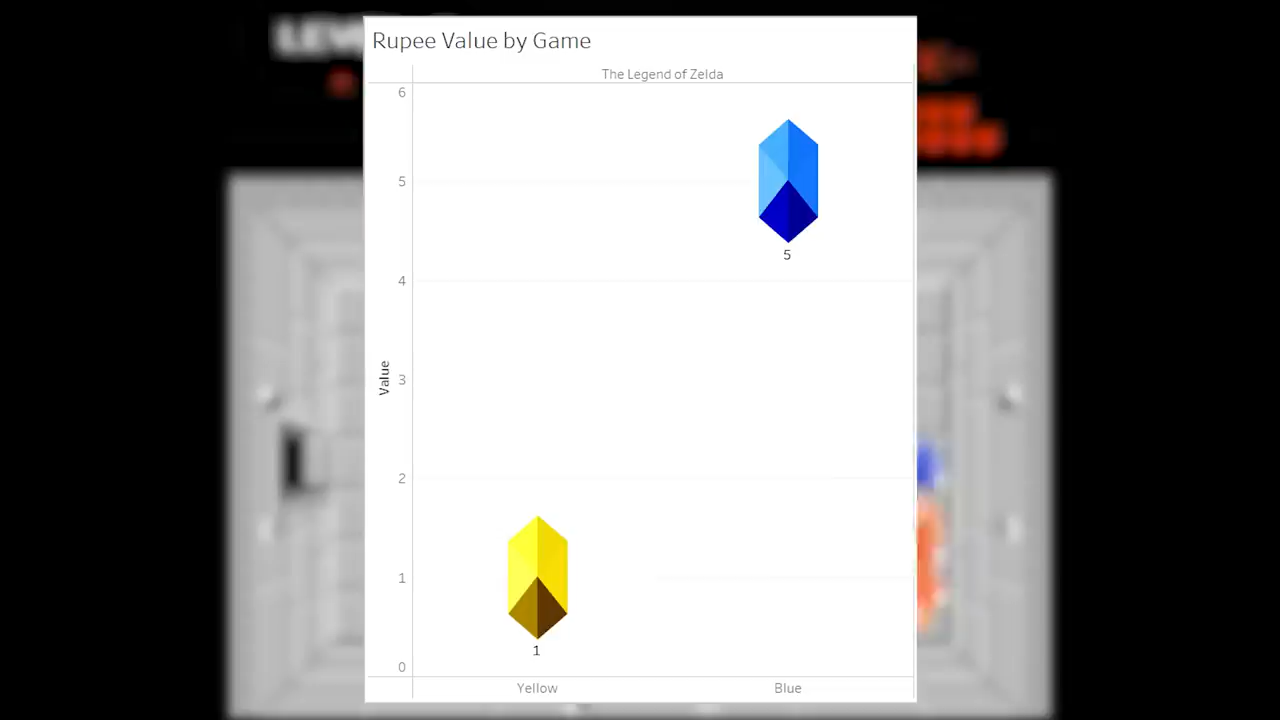 Rupee Value by Game
The Legend of Zelda
6
5
5
4
Value
3
2
1
1
0
Yellow Blue